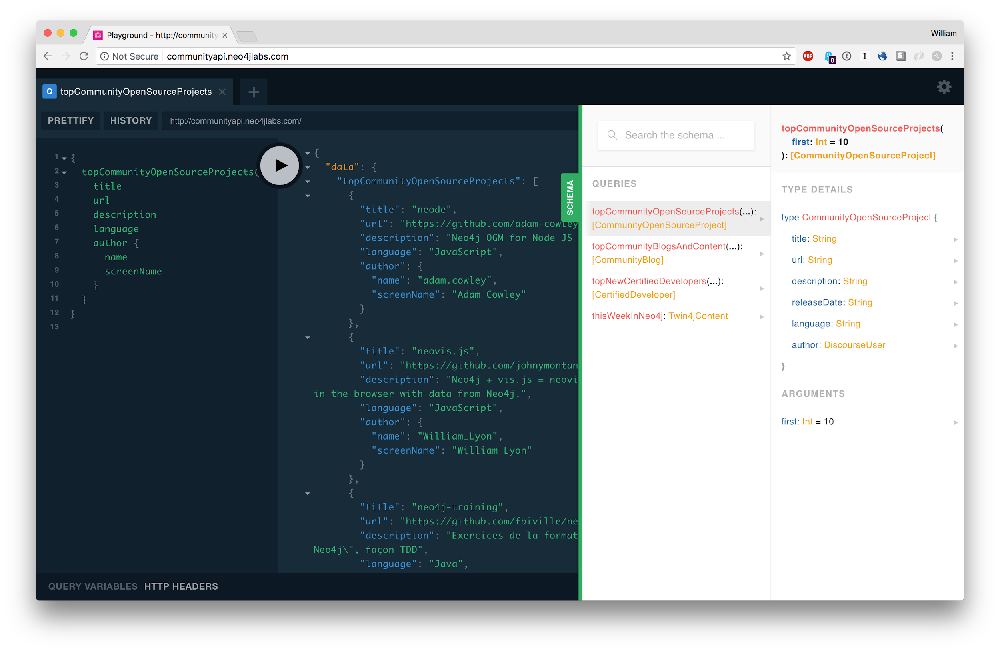 Playground - http://community
William
Not Secure
communityapi.neo4jlabs.com
ABP
0
I
S
Q topCommunityOpenSourceProjects
PRETTIFY
HISTORY
http://communityapi.neo4jlabs.com/
1 {
2 topCommunityOpenSourceProjects(
3 title
4 url
5 description
6 language
7 author {
8 name
9 screenName
10 }
11 }
12 }
13
{
"data": {
"topCommunityOpenSourceProjects": [
{
"title": "neode",
"url": "https://github.com/adam-cowley
"description": "Neo4j OGM for Node JS
"language": "JavaScript",
"author": {
"name": "adam.cowley",
"screenName": "Adam Cowley"
}
},
{
"title": "neovis.js",
"url": "https://github.com/johnymontan
"description": "Neo4j + vis.js = neovi
in the browser with data from Neo4j.",
"language": "JavaScript",
"author": {
"name": "William_Lyon",
"screenName": "William Lyon"
}
},
{
"title": "neo4j-training",
"url": "https://github.com/fbiville/ne
"description": "Exercices de la format
Neo4j\", façon TDD",
"language": "Java",
QUERY VARIABLES
HTTP HEADERS
SCHEMA
Search the schema ...
QUERIES
topCommunityOpenSourceProjects(...):
[CommunityOpenSourceProject]
topCommunityBlogsAndContent(...):
[CommunityBlog]
topNewCertifiedDevelopers(...):
[CertifiedDeveloper]
thisWeekInNeo4j: Twin4jContent
topCommunityOpenSourceProjects(
first: Int = 10
): [CommunityOpenSourceProject]
TYPE DETAILS
type CommunityOpenSourceProject {
title: String
url: String
description: String
releaseDate: String
language: String
author: DiscourseUser
}
ARGUMENTS
first: Int = 10